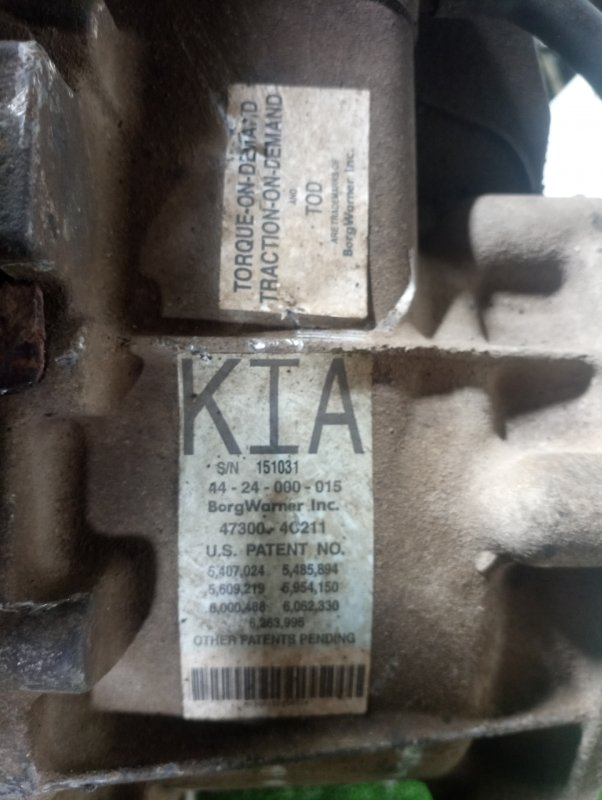 TORQUE-ON-DEMAND
TRACTION-ON-DEMAND
AND
TOD
ARE TRADEMARKS OF
BorgWarner Inc.
KIA
S/N 151031
44-24-000-015
BorgWarner Inc.
47300-4C211
U.S. PATENT NO.
5,407,024 5,485,894
5,609,219 5,954,150
6,000,488 6,062,330
6,263,995
OTHER PATENTS PENDING